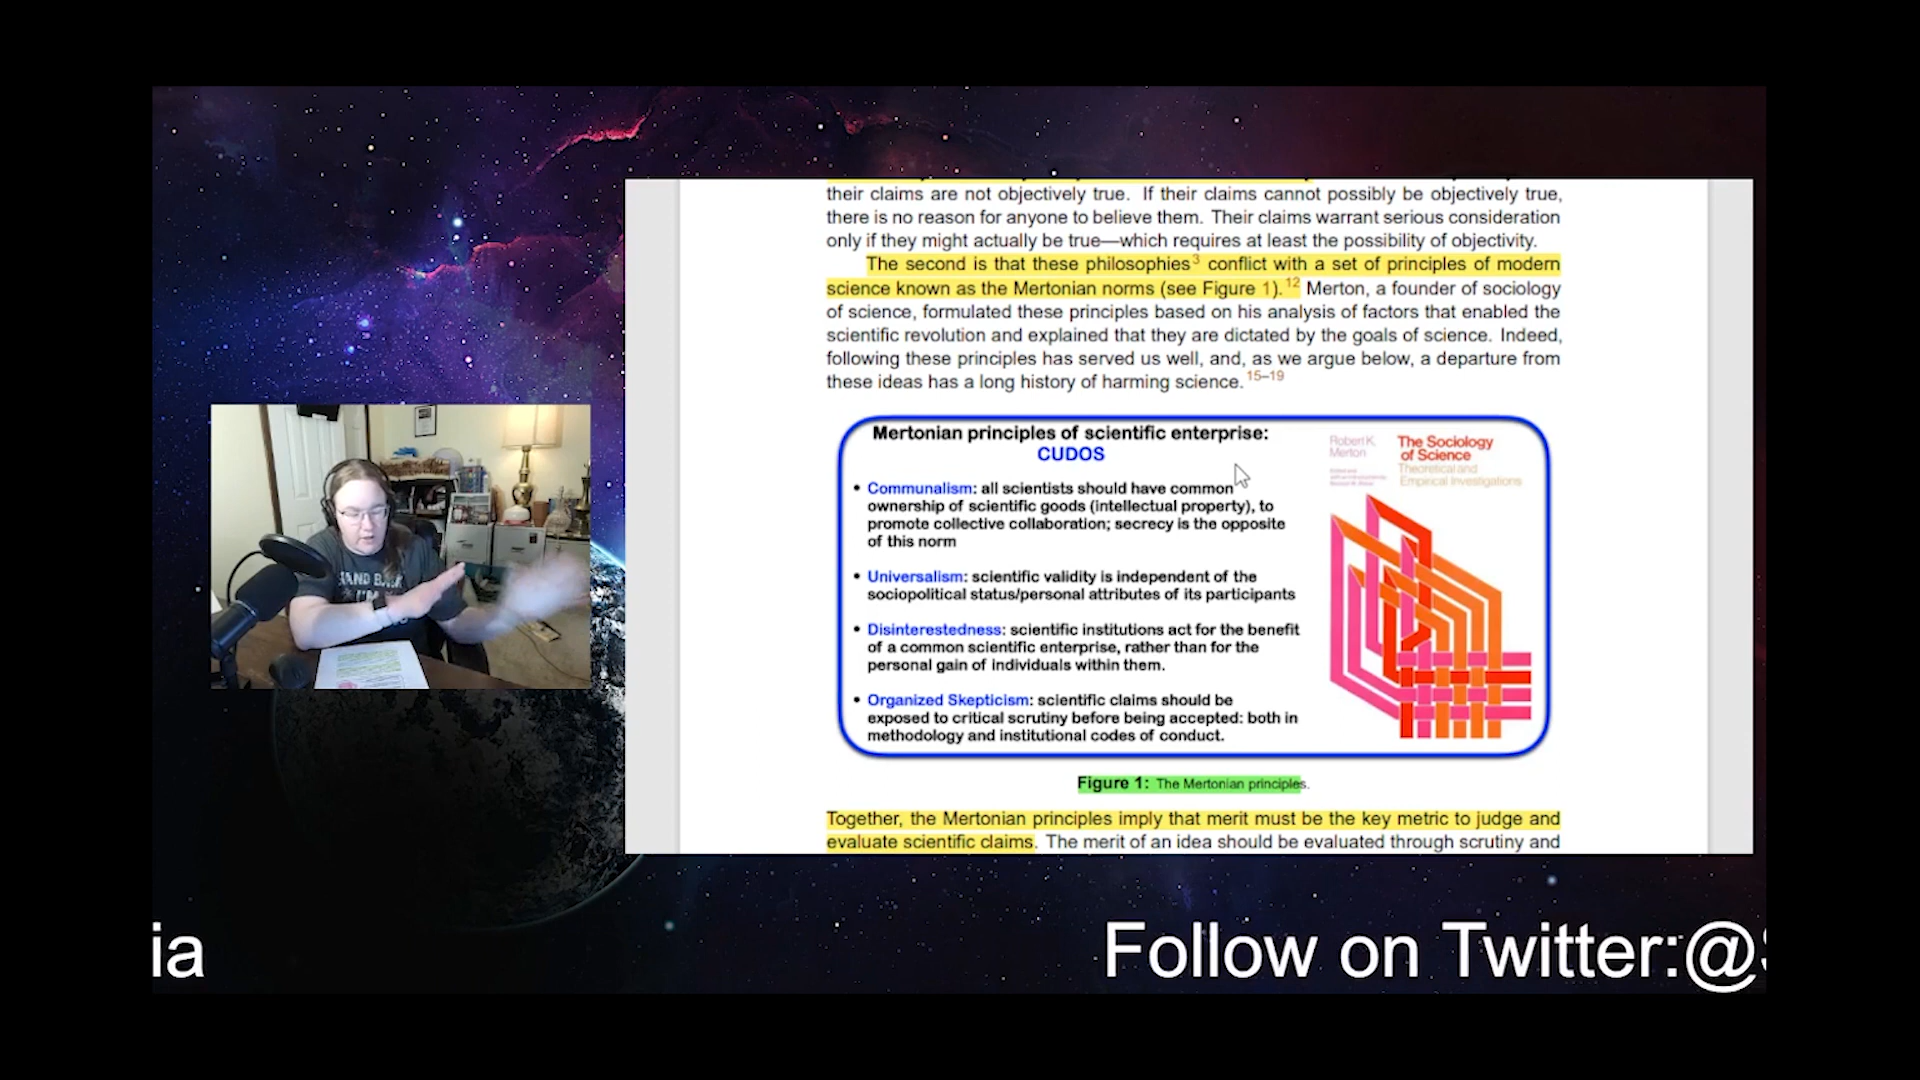 their claims are not objectively true. If their claims cannot possibly be objectively true,
there is no reason for anyone to believe them. Their claims warrant serious consideration
only if they might actually be true—which requires at least the possibility of objectivity.
The second is that these philosophies³ conflict with a set of principles of modern
science known as the Mertonian norms (see Figure 1).¹² Merton, a founder of sociology
of science, formulated these principles based on his analysis of factors that enabled the
scientific revolution and explained that they are dictated by the goals of science. Indeed,
following these principles has served us well, and, as we argue below, a departure from
these ideas has a long history of harming science.¹⁵⁻¹⁹
Mertonian principles of scientific enterprise:
CUDOS
• Communalism: all scientists should have common
ownership of scientific goods (intellectual property), to
promote collective collaboration; secrecy is the opposite
of this norm
• Universalism: scientific validity is independent of the
sociopolitical status/personal attributes of its participants
• Disinterestedness: scientific institutions act for the benefit
of a common scientific enterprise, rather than for the
personal gain of individuals within them.
• Organized Skepticism: scientific claims should be
exposed to critical scrutiny before being accepted: both in
methodology and institutional codes of conduct.
Robert K.
Merton
The Sociology
of Science
Theoretical and
Empirical Investigations
Figure 1: The Mertonian principles.
Together, the Mertonian principles imply that merit must be the key metric to judge and
evaluate scientific claims. The merit of an idea should be evaluated through scrutiny and
HAND BACK
I'M
ia
Follow on Twitter:@S